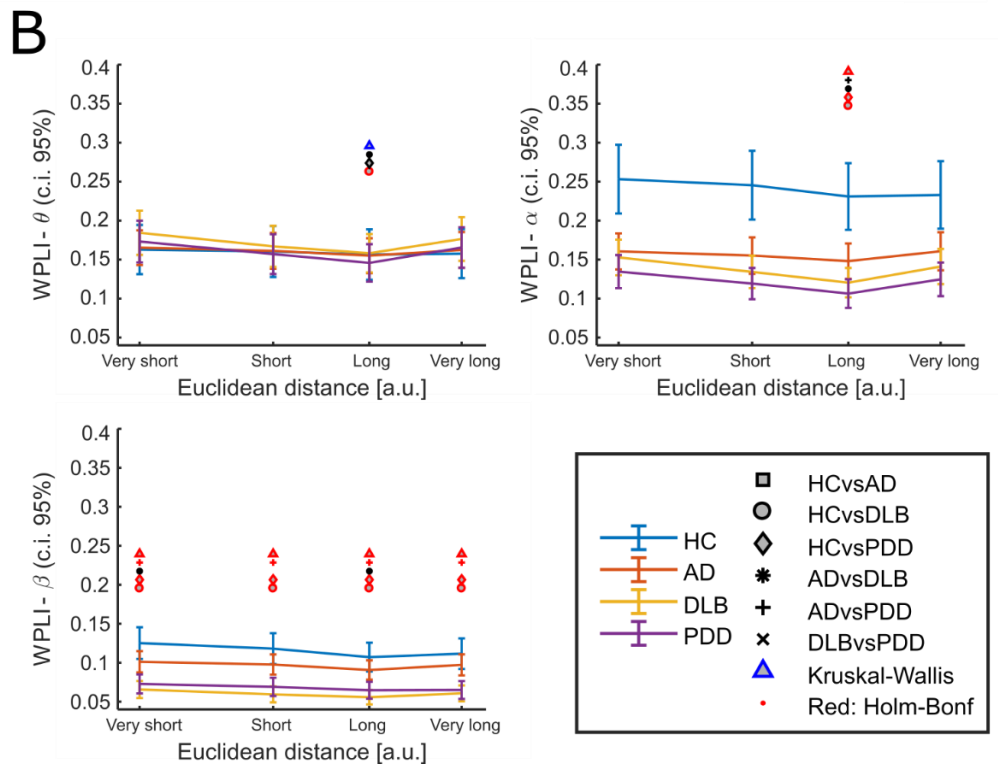 B
0.4
0.35
0.3
0.25
0.2
0.15
0.1
0.05
WPLI - θ (c.i. 95%)
Very short Short Long Very long
Euclidean distance [a.u.]
0.4
0.35
0.3
0.25
0.2
0.15
0.1
0.05
WPLI - α (c.i. 95%)
Very short Short Long Very long
Euclidean distance [a.u.]
0.4
0.35
0.3
0.25
0.2
0.15
0.1
0.05
WPLI - β (c.i. 95%)
Very short Short Long Very long
Euclidean distance [a.u.]
HC
AD
DLB
PDD
HCvsAD
HCvsDLB
HCvsPDD
ADvsDLB
ADvsPDD
DLBvsPDD
Kruskal-Wallis
Red: Holm-Bonf